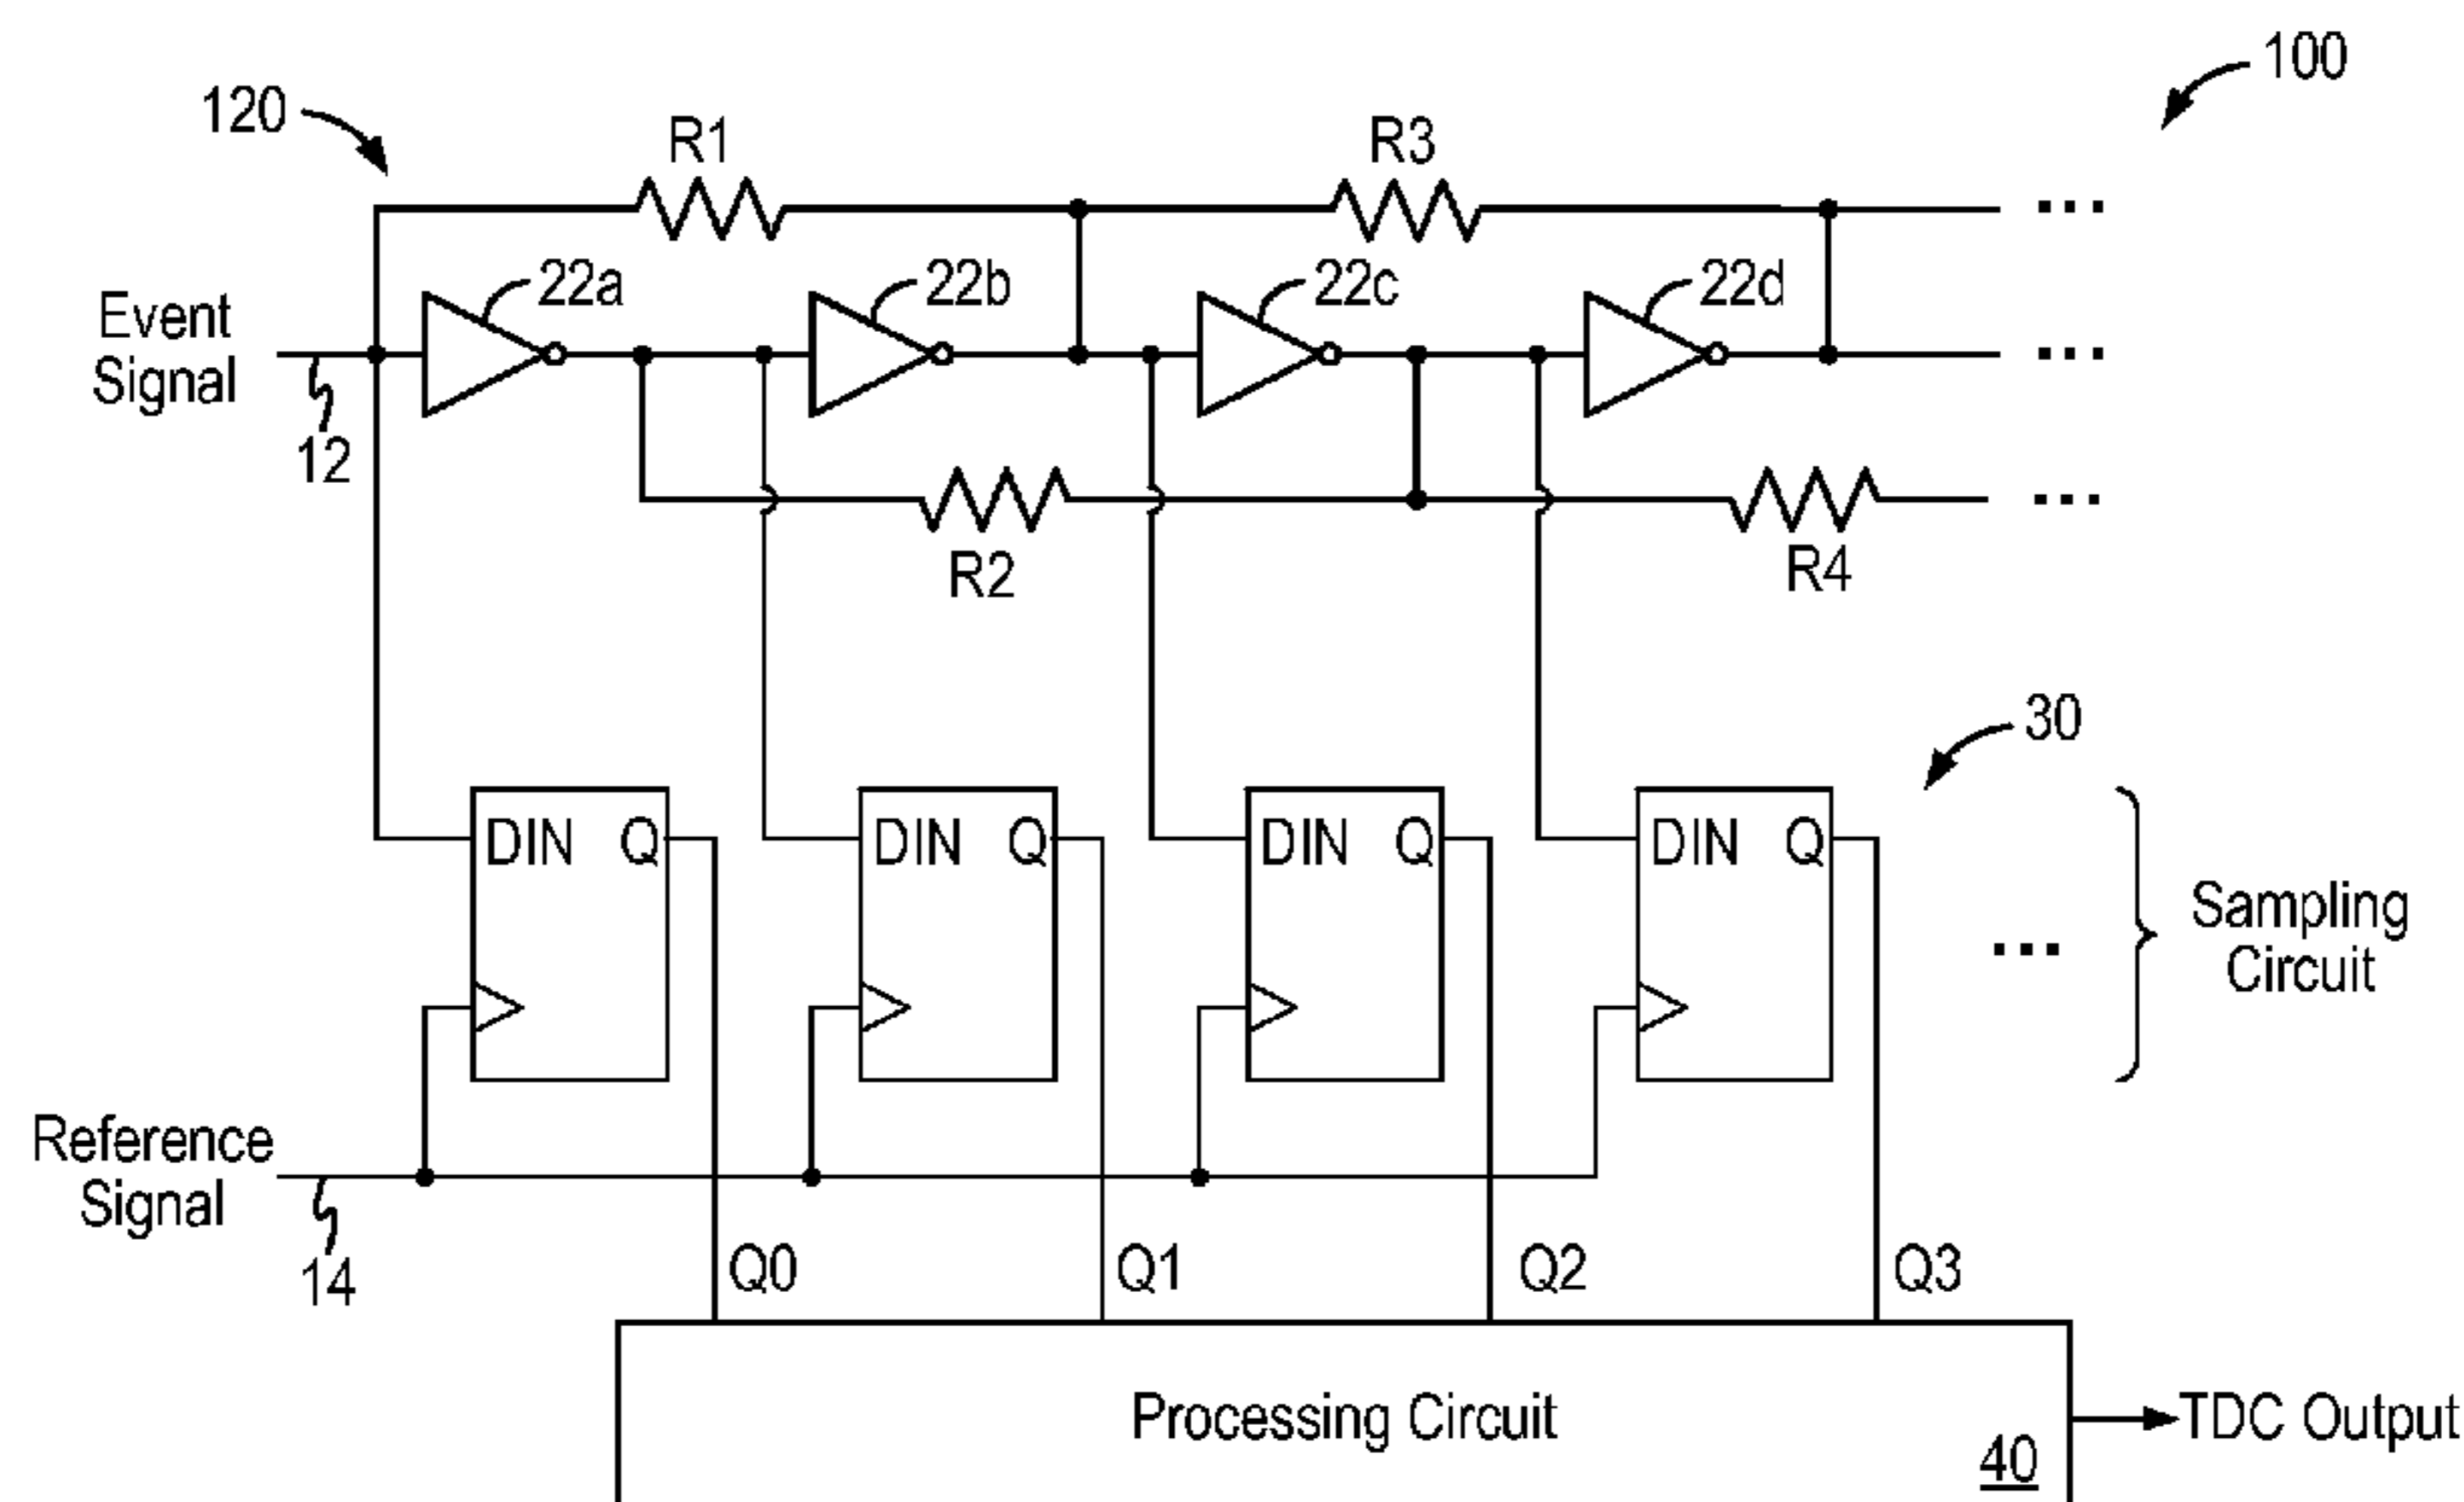 100
120
R1
R3
22a
22b
22c
22d
Event
Signal
12
R2
R4
30
DIN Q
DIN Q
DIN Q
DIN Q
Sampling
Circuit
...
...
...
...
Reference
Signal
14
Q0
Q1
Q2
Q3
Processing Circuit
40
TDC Output